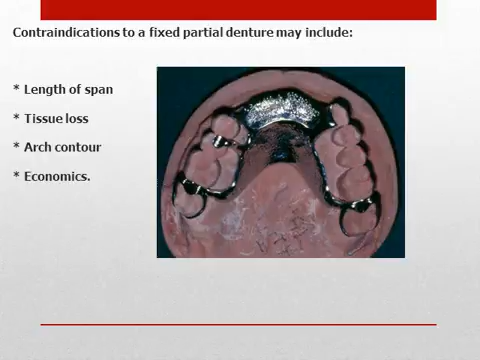 Contraindications to a fixed partial denture may include:
* Length of span
* Tissue loss
* Arch contour
* Economics.